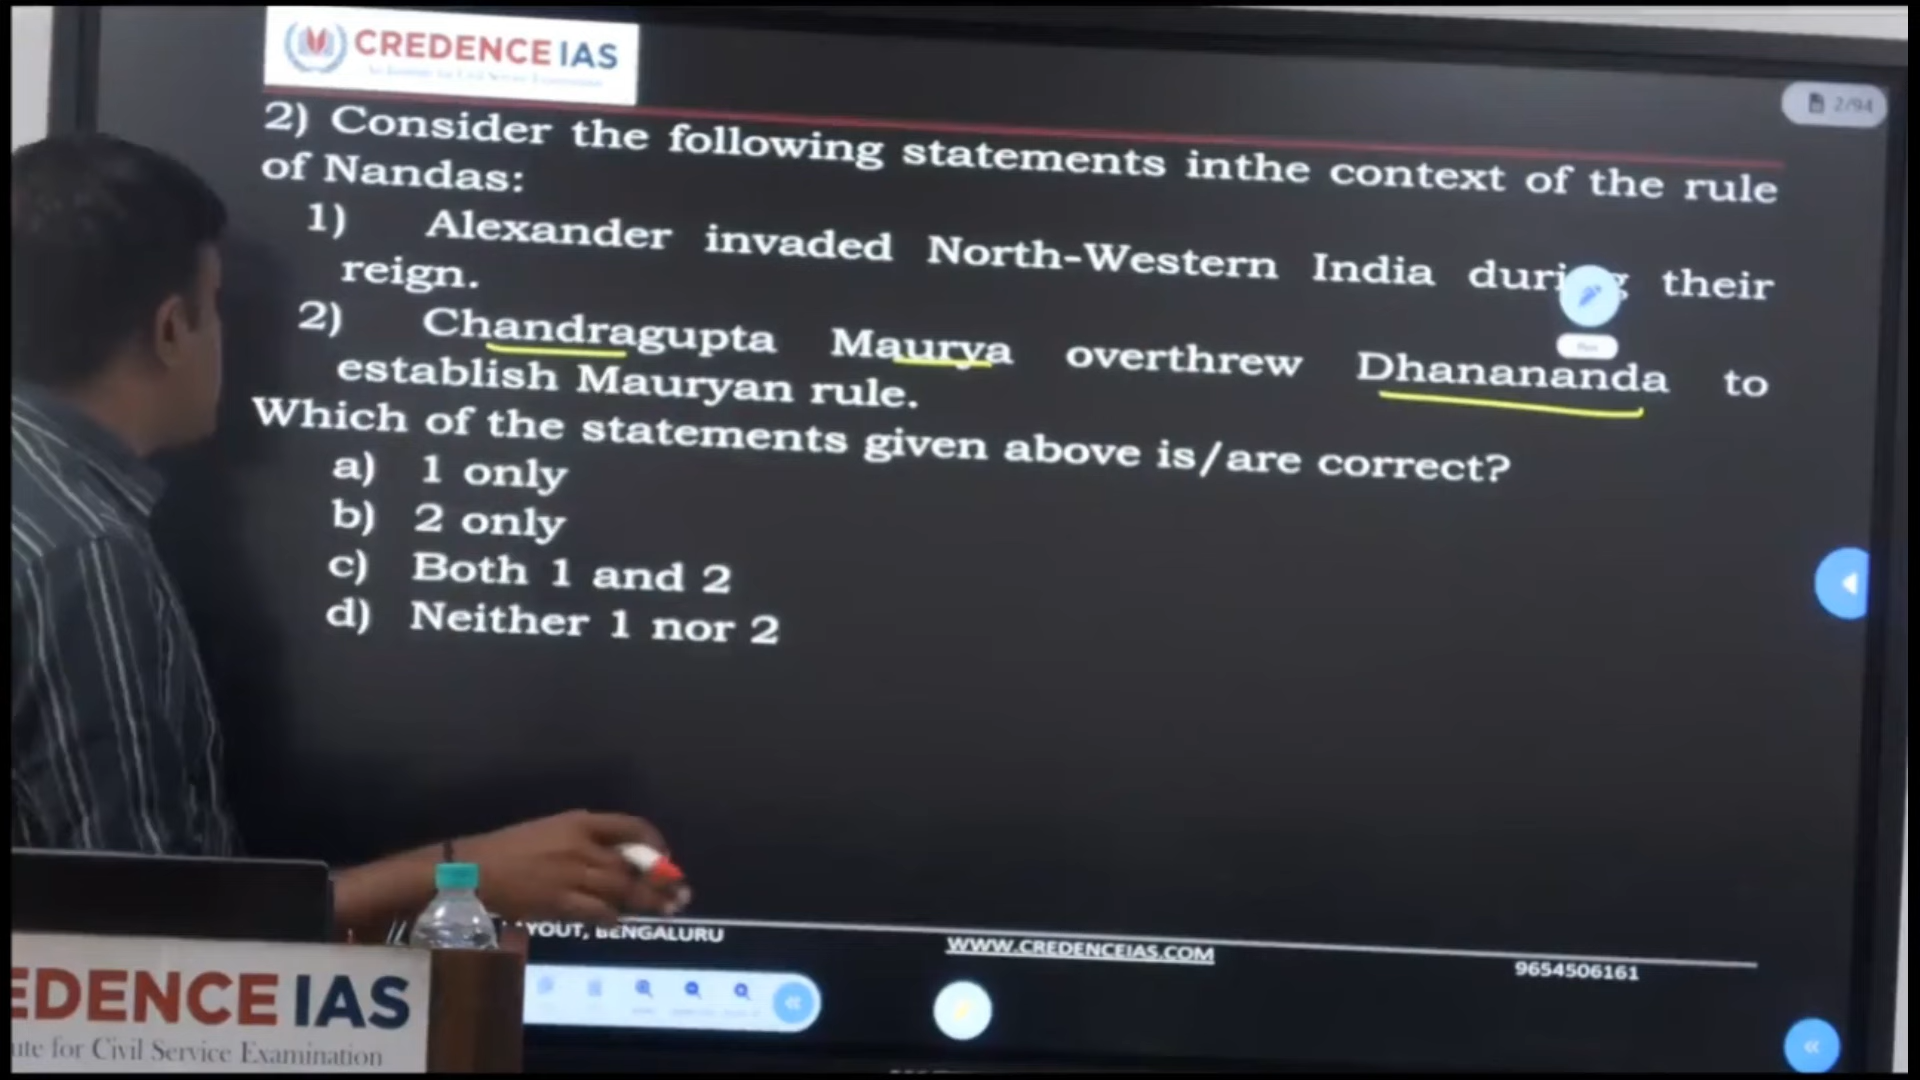 CREDENCE IAS
2/94
2) Consider the following statements inthe context of the rule
of Nandas:
1) Alexander invaded North-Western India during their
reign.
2) Chandragupta Maurya overthrew Dhanananda to
establish Mauryan rule.
Which of the statements given above is/are correct?
a) 1 only
b) 2 only
c) Both 1 and 2
d) Neither 1 nor 2
AYOUT, BENGALURU
WWW.CREDENCEIAS.COM
9654506161
EDENCE IAS
ute for Civil Service Examination